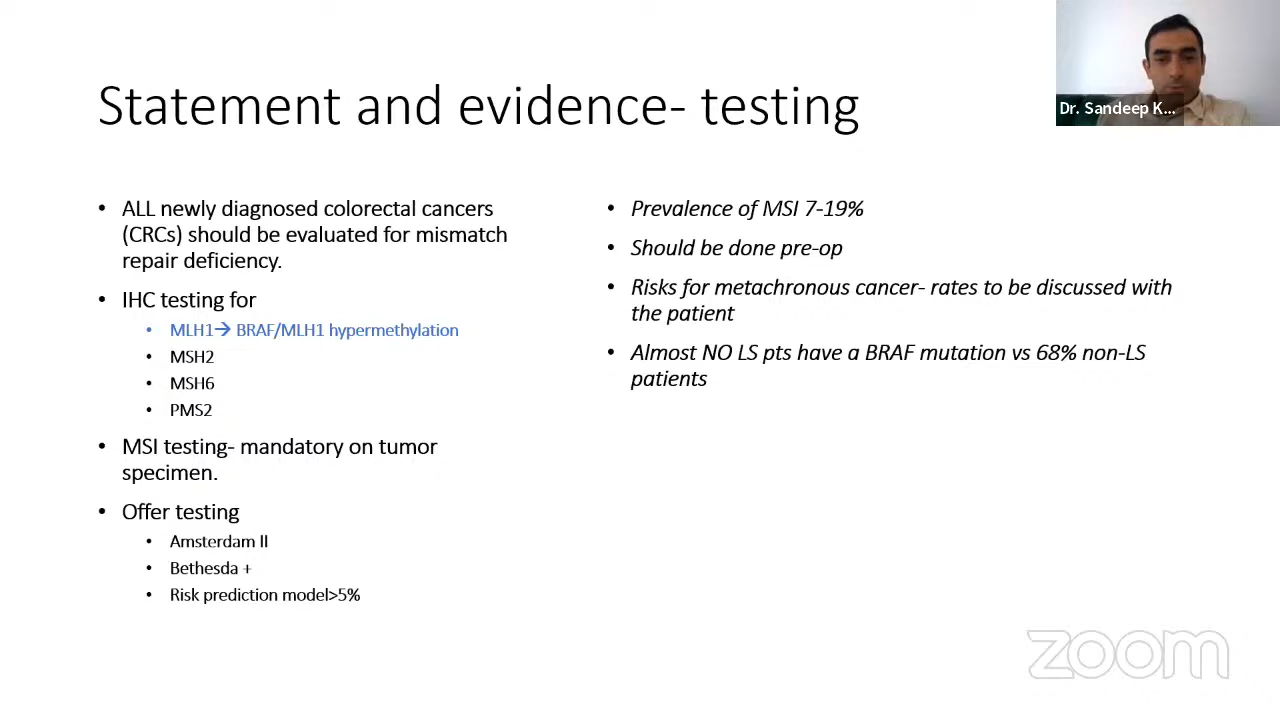 Statement and evidence- testing
Dr. Sandeep K...
• ALL newly diagnosed colorectal cancers
(CRCs) should be evaluated for mismatch
repair deficiency.
• IHC testing for
• MLH1→ BRAF/MLH1 hypermethylation
• MSH2
• MSH6
• PMS2
• MSI testing- mandatory on tumor
specimen.
• Offer testing
• Amsterdam II
• Bethesda +
• Risk prediction model>5%
• Prevalence of MSI 7-19%
• Should be done pre-op
• Risks for metachronous cancer- rates to be discussed with
the patient
• Almost NO LS pts have a BRAF mutation vs 68% non-LS
patients
zoom